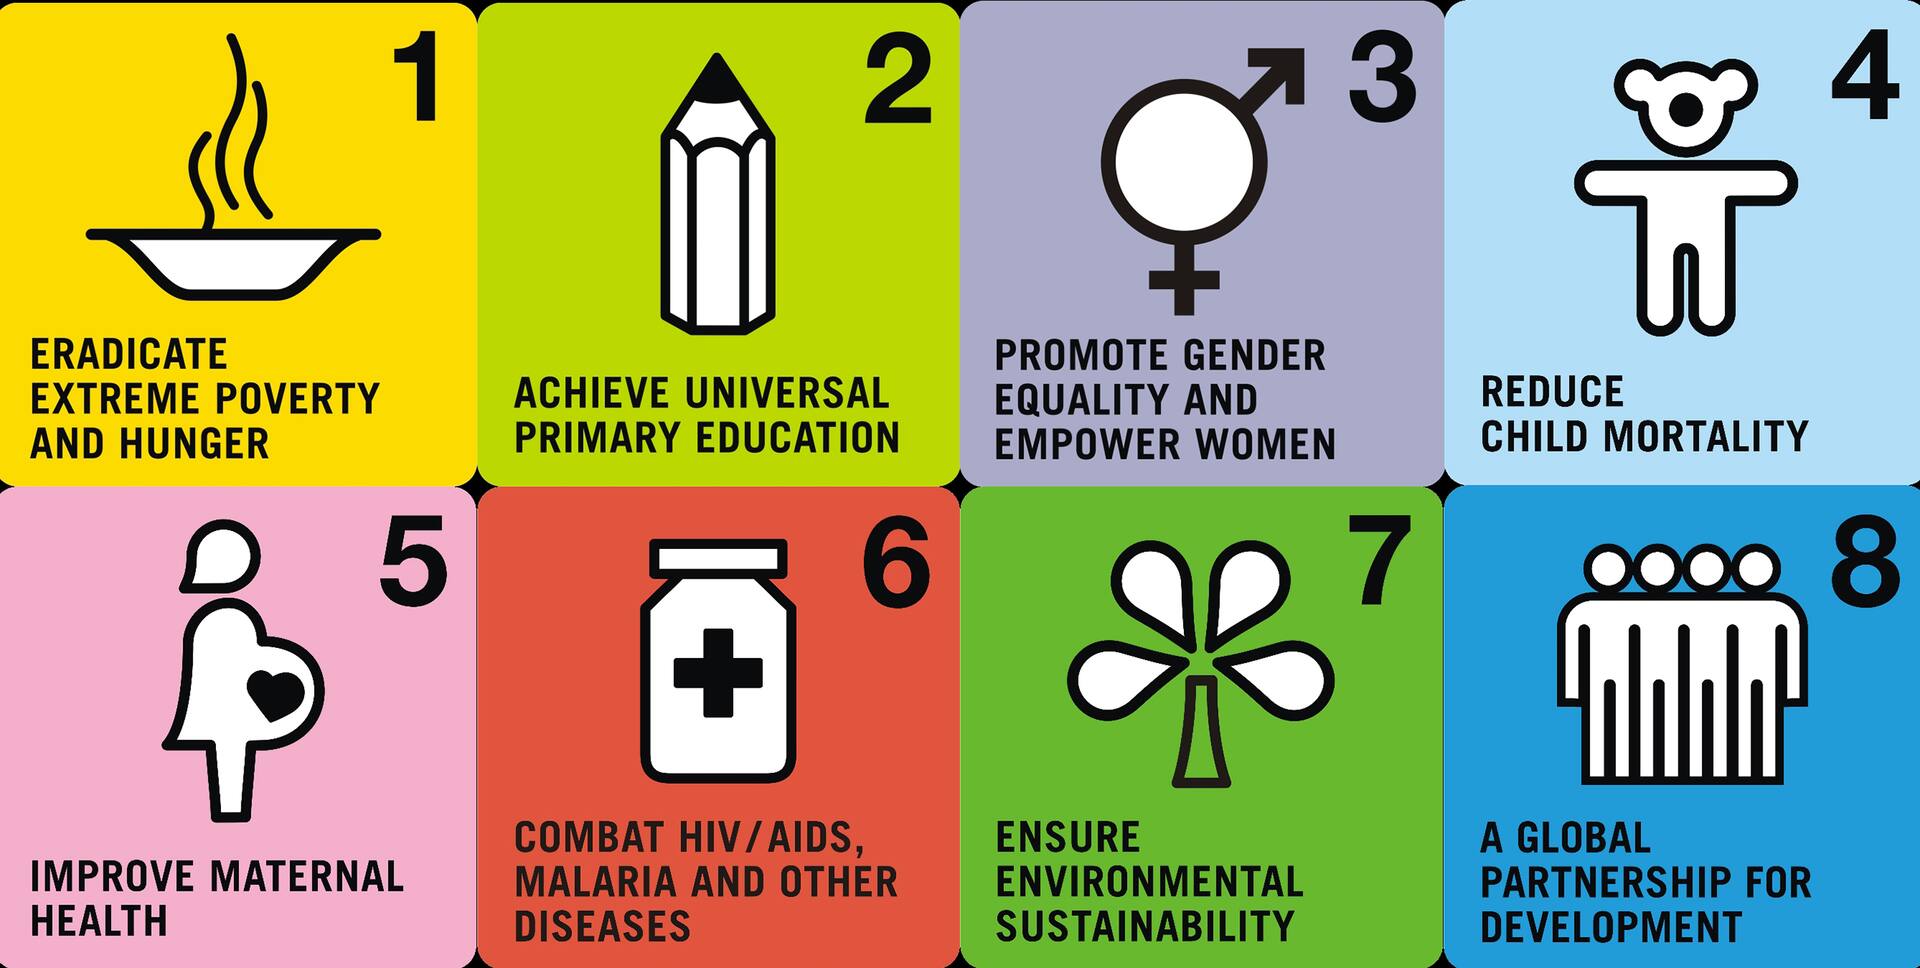 1
ERADICATE
EXTREME POVERTY
AND HUNGER
2
ACHIEVE UNIVERSAL
PRIMARY EDUCATION
3
PROMOTE GENDER
EQUALITY AND
EMPOWER WOMEN
4
REDUCE
CHILD MORTALITY
5
IMPROVE MATERNAL
HEALTH
6
COMBAT HIV/AIDS,
MALARIA AND OTHER
DISEASES
7
ENSURE
ENVIRONMENTAL
SUSTAINABILITY
8
A GLOBAL
PARTNERSHIP FOR
DEVELOPMENT